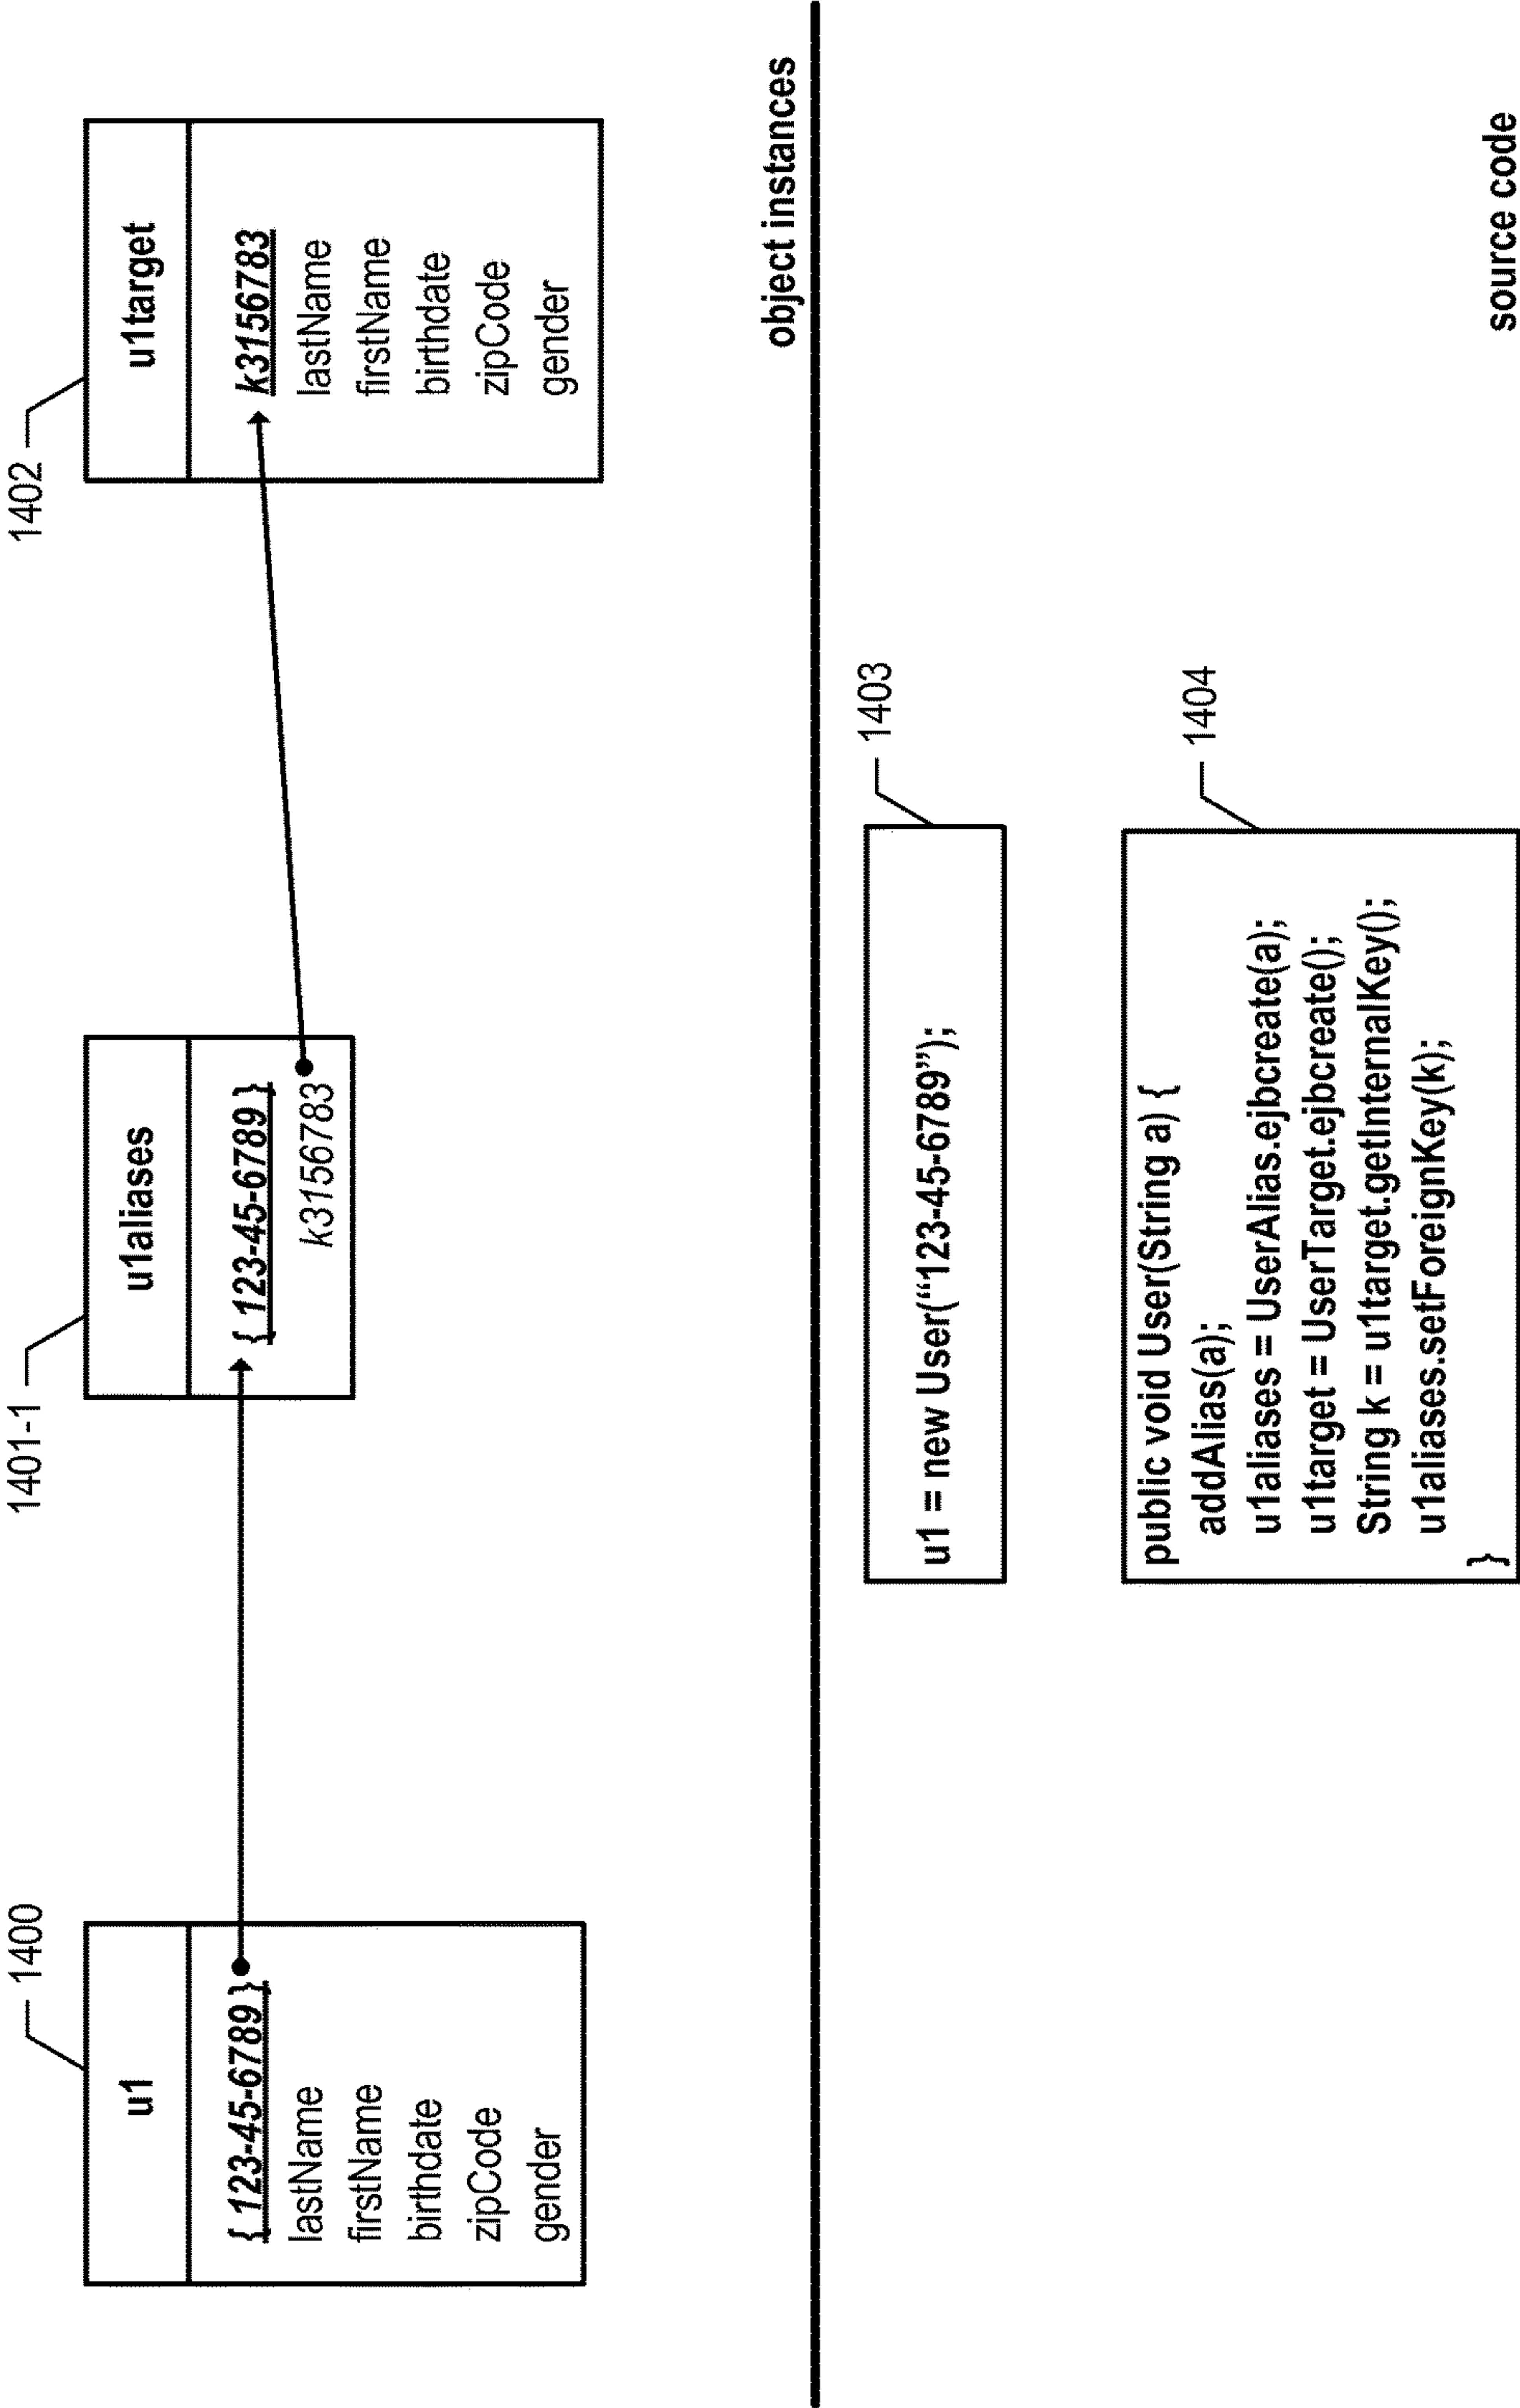 1400
u1
{ 123-45-6789 }
lastName
firstName
birthdate
zipCode
gender
1401-1
u1aliases
{ 123-45-6789 }
k3156783
1402
u1target
k3156783
lastName
firstName
birthdate
zipCode
gender
object instances
1403
u1 = new User(“123-45-6789”);
1404
public void User(String a) {
addAlias(a);
u1aliases = UserAlias.ejbcreate(a);
u1target = UserTarget.ejbcreate();
String k = u1target.getInternalKey();
u1aliases.setForeignKey(k);
}
source code